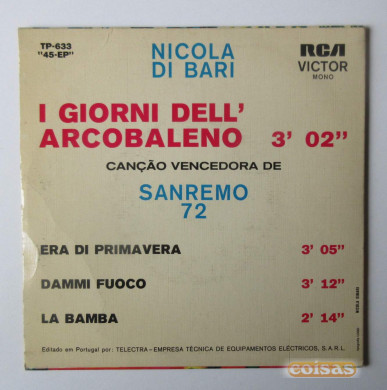 TP-633
"45-EP"
NICOLA
DI BARI
RCA
VICTOR
MONO
I GIORNI DELL'
ARCOBALENO 3' 02"
CANÇÃO VENCEDORA DE
SANREMO
72
ERA DI PRIMAVERA 3' 05"
DAMMI FUOCO 3' 12"
LA BAMBA 2' 14"
Editado em Portugal por: TELECTRA-EMPRESA TÉCNICA DE EQUIPAMENTOS ELÉCTRICOS, S.A.R.L.
coisas